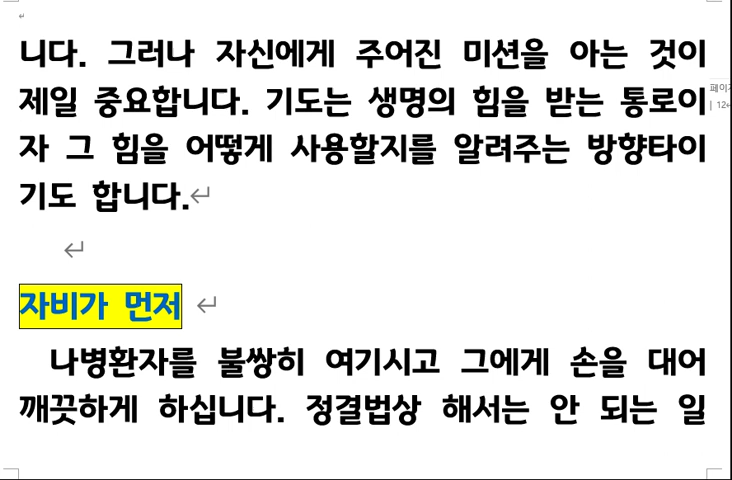 니다. 그러나 자신에게 주어진 미션을 아는 것이
제일 중요합니다. 기도는 생명의 힘을 받는 통로이
자 그 힘을 어떻게 사용할지를 알려주는 방향타이
기도 합니다.
자비가 먼저
나병환자를 불쌍히 여기시고 그에게 손을 대어
깨끗하게 하십니다. 정결법상 해서는 안 되는 일
페이지
| 12